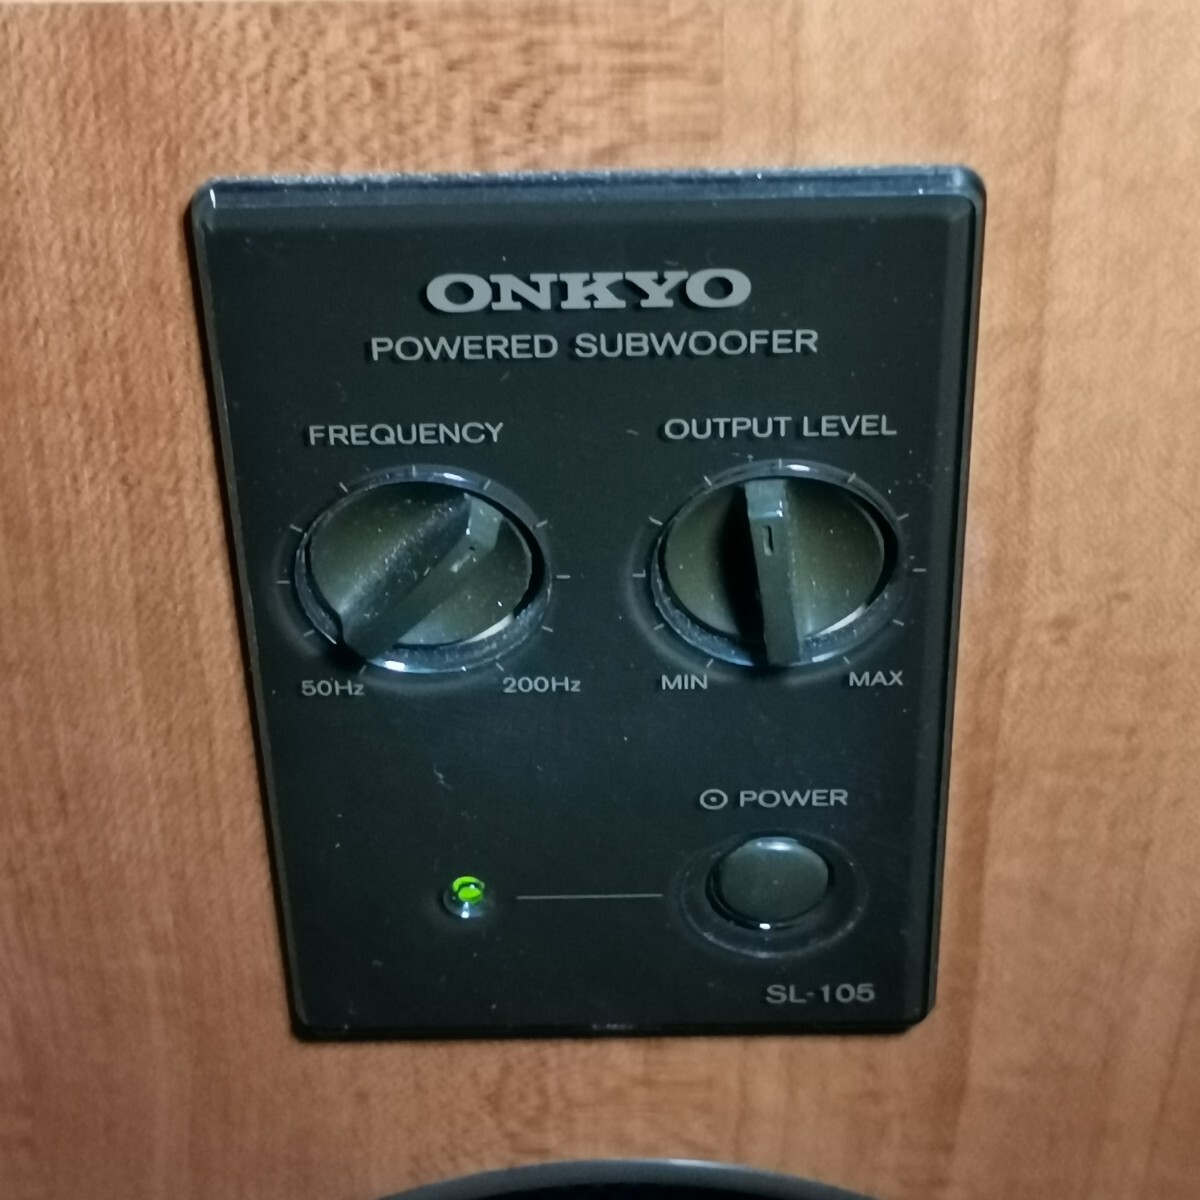 ONKYO
POWERED SUBWOOFER
FREQUENCY
50Hz 200Hz
OUTPUT LEVEL
MIN MAX
⊙ POWER
SL-105